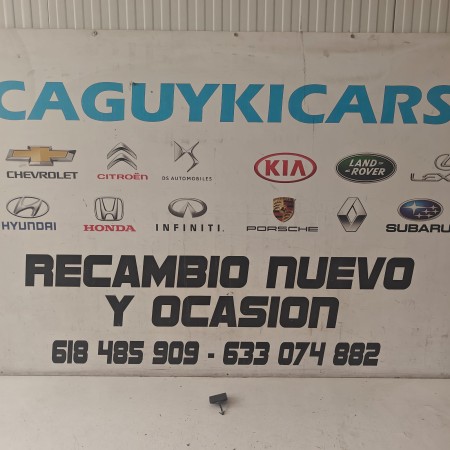 CAGUYKICARS
CHEVROLET CITROËN DS AUTOMOBILES KIA LAND ROVER LEX
HYUNDAI HONDA INFINITI. PORSCHE SUBARU
RECAMBIO NUEVO
Y OCASION
618 485 909 - 633 074 882